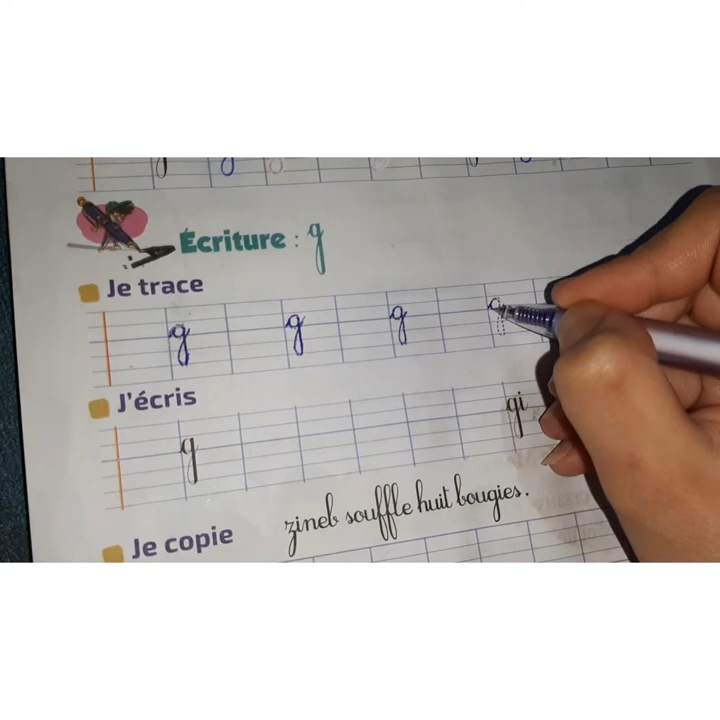 Écriture : g
Je trace
g g g
J'écris
g gi
zineb souffle huit bougies.
Je copie